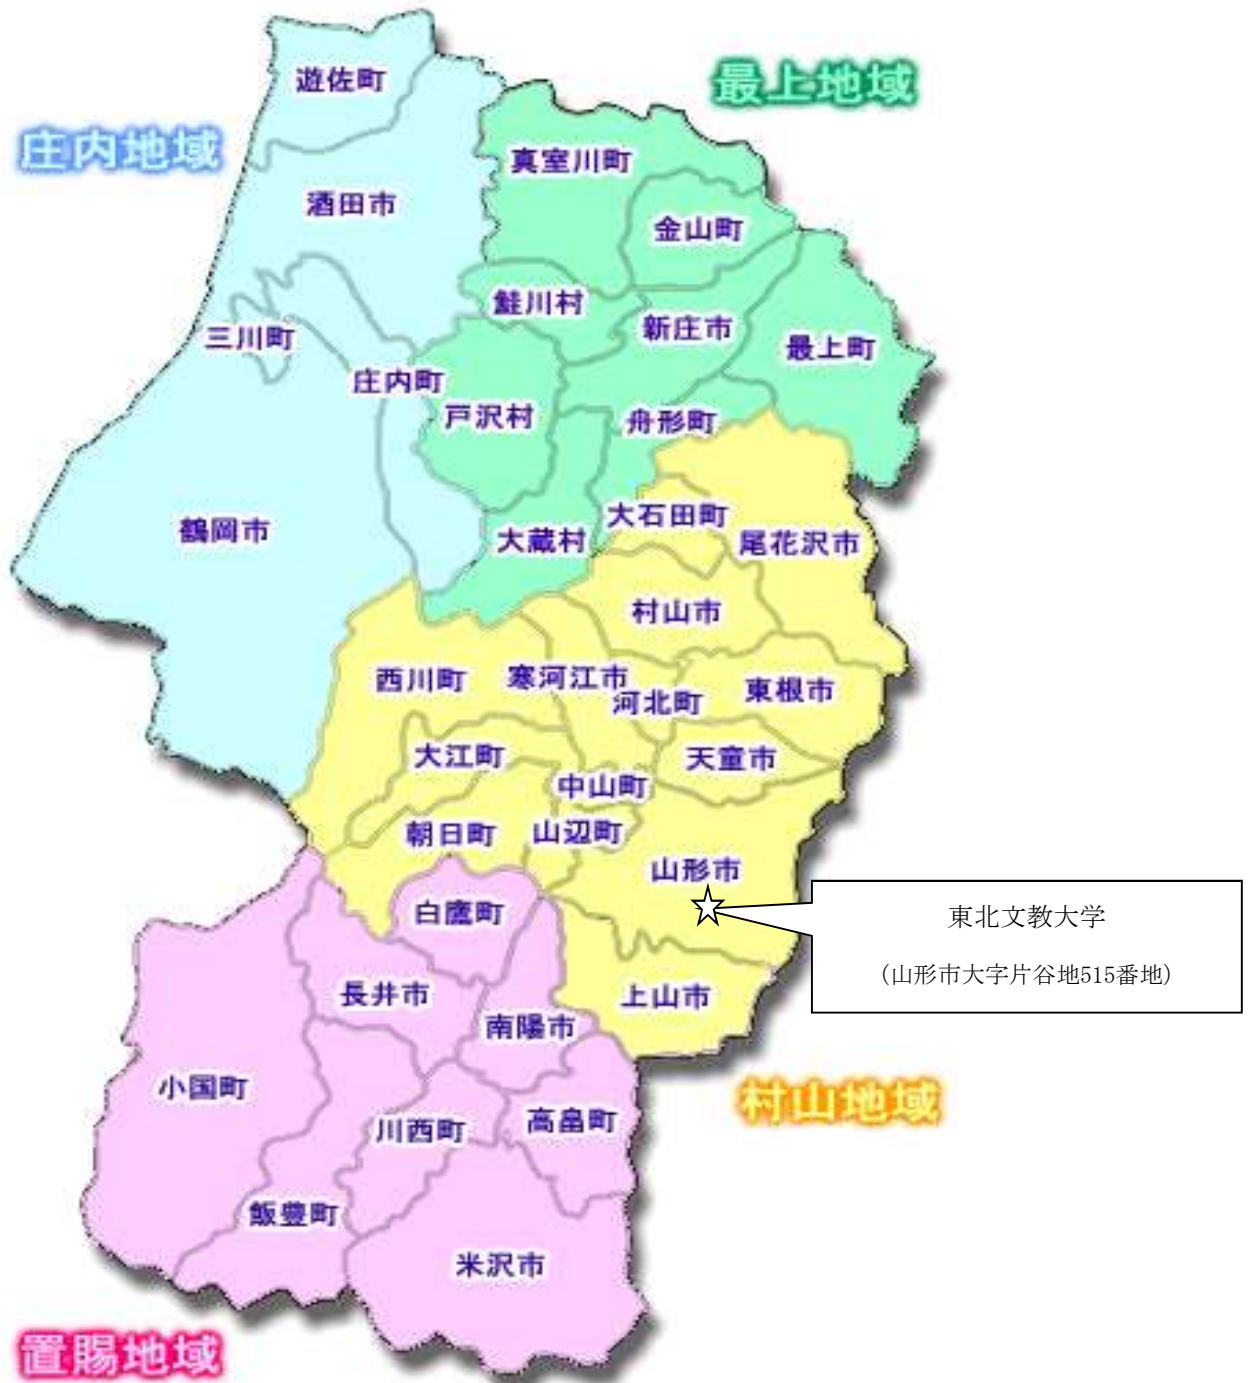 遊佐町
最上地域
庄内地域
真室川町
酒田市
金山町
鮭川村
新庄市
三川町
最上町
庄内町
戸沢村
舟形町
大石田町
鶴岡市
大蔵村
尾花沢市
村山市
西川町
寒河江市
河北町
東根市
大江町
天童市
中山町
朝日町
山辺町
山形市
白鷹町
東北文教大学
(山形市大字片谷地515番地)
長井市
上山市
南陽市
小国町
村山地域
川西町
高畠町
飯豊町
米沢市
置賜地域